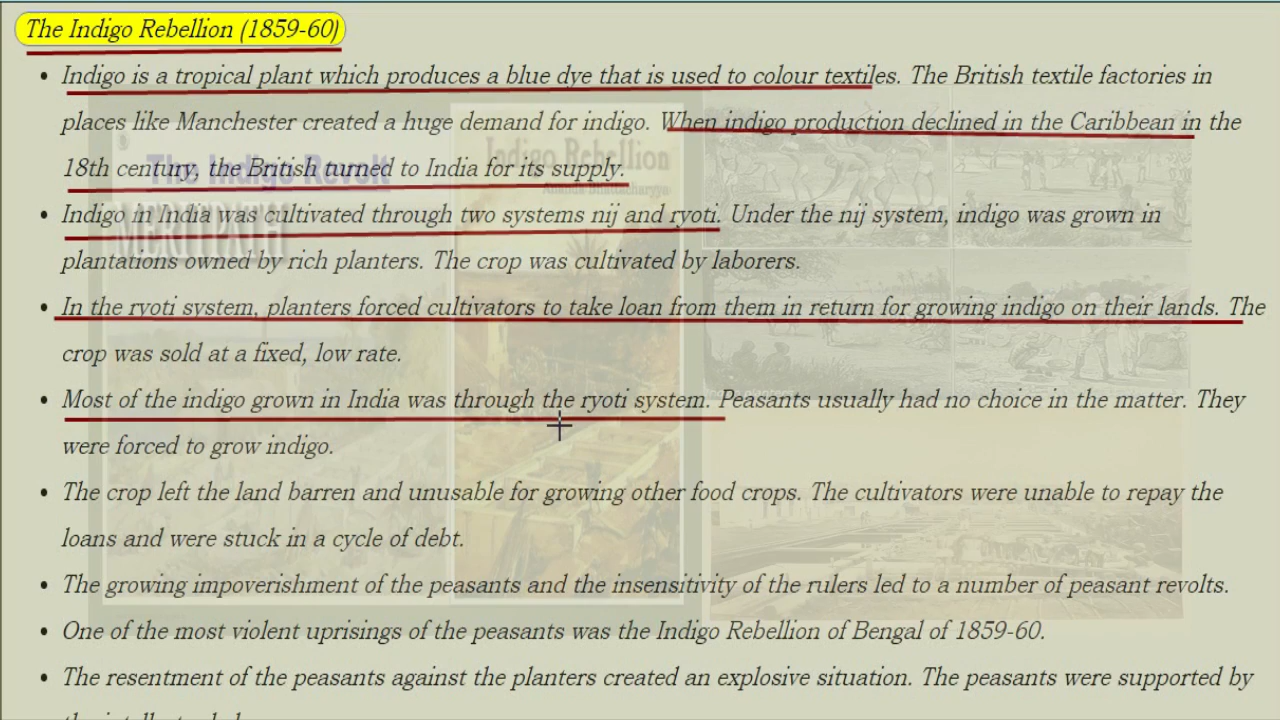 The Indigo Rebellion (1859-60)
• Indigo is a tropical plant which produces a blue dye that is used to colour textiles. The British textile factories in
places like Manchester created a huge demand for indigo. When indigo production declined in the Caribbean in the
18th century, the British turned to India for its supply.
• Indigo in India was cultivated through two systems nij and ryoti. Under the nij system, indigo was grown in
plantations owned by rich planters. The crop was cultivated by laborers.
• In the ryoti system, planters forced cultivators to take loan from them in return for growing indigo on their lands. The
crop was sold at a fixed, low rate.
• Most of the indigo grown in India was through the ryoti system. Peasants usually had no choice in the matter. They
were forced to grow indigo.
• The crop left the land barren and unusable for growing other food crops. The cultivators were unable to repay the
loans and were stuck in a cycle of debt.
• The growing impoverishment of the peasants and the insensitivity of the rulers led to a number of peasant revolts.
• One of the most violent uprisings of the peasants was the Indigo Rebellion of Bengal of 1859-60.
• The resentment of the peasants against the planters created an explosive situation. The peasants were supported by
The Indigo Revolt
Indigo Rebellion
Ananda Bhattacharyya